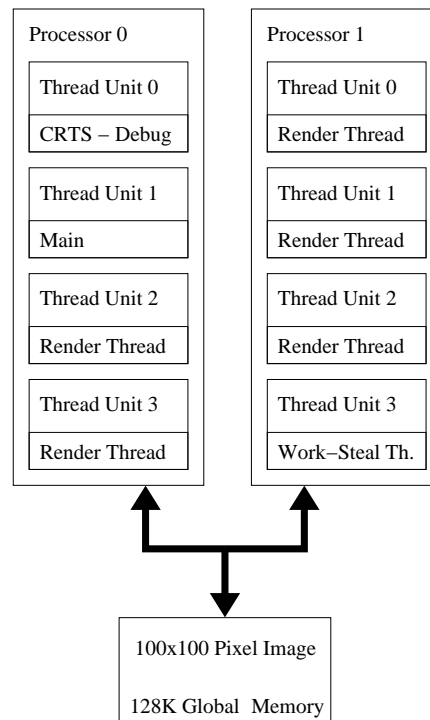 Processor 0
Thread Unit 0
CRTS – Debug
Thread Unit 1
Main
Thread Unit 2
Render Thread
Thread Unit 3
Render Thread
Processor 1
Thread Unit 0
Render Thread
Thread Unit 1
Render Thread
Thread Unit 2
Render Thread
Thread Unit 3
Work–Steal Th.
100x100 Pixel Image
128K Global Memory